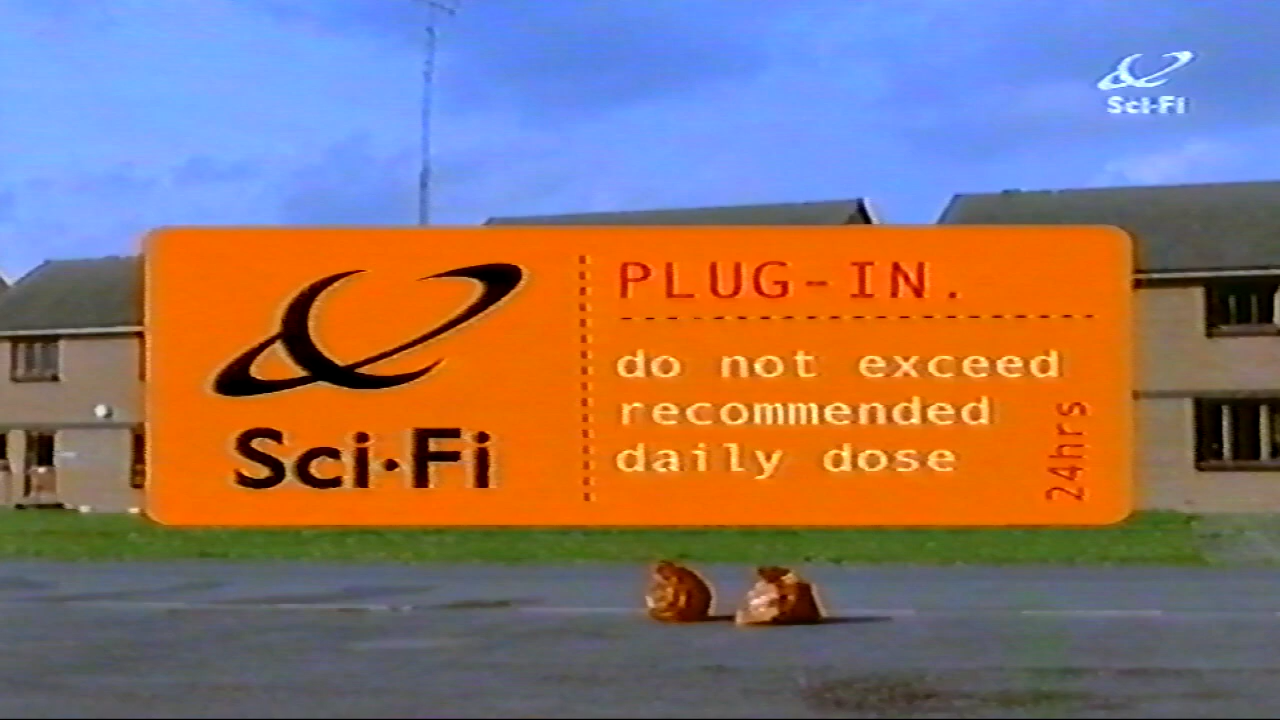 Sci-Fi
Sci·Fi
PLUG-IN.
do not exceed
recommended
daily dose
24hrs